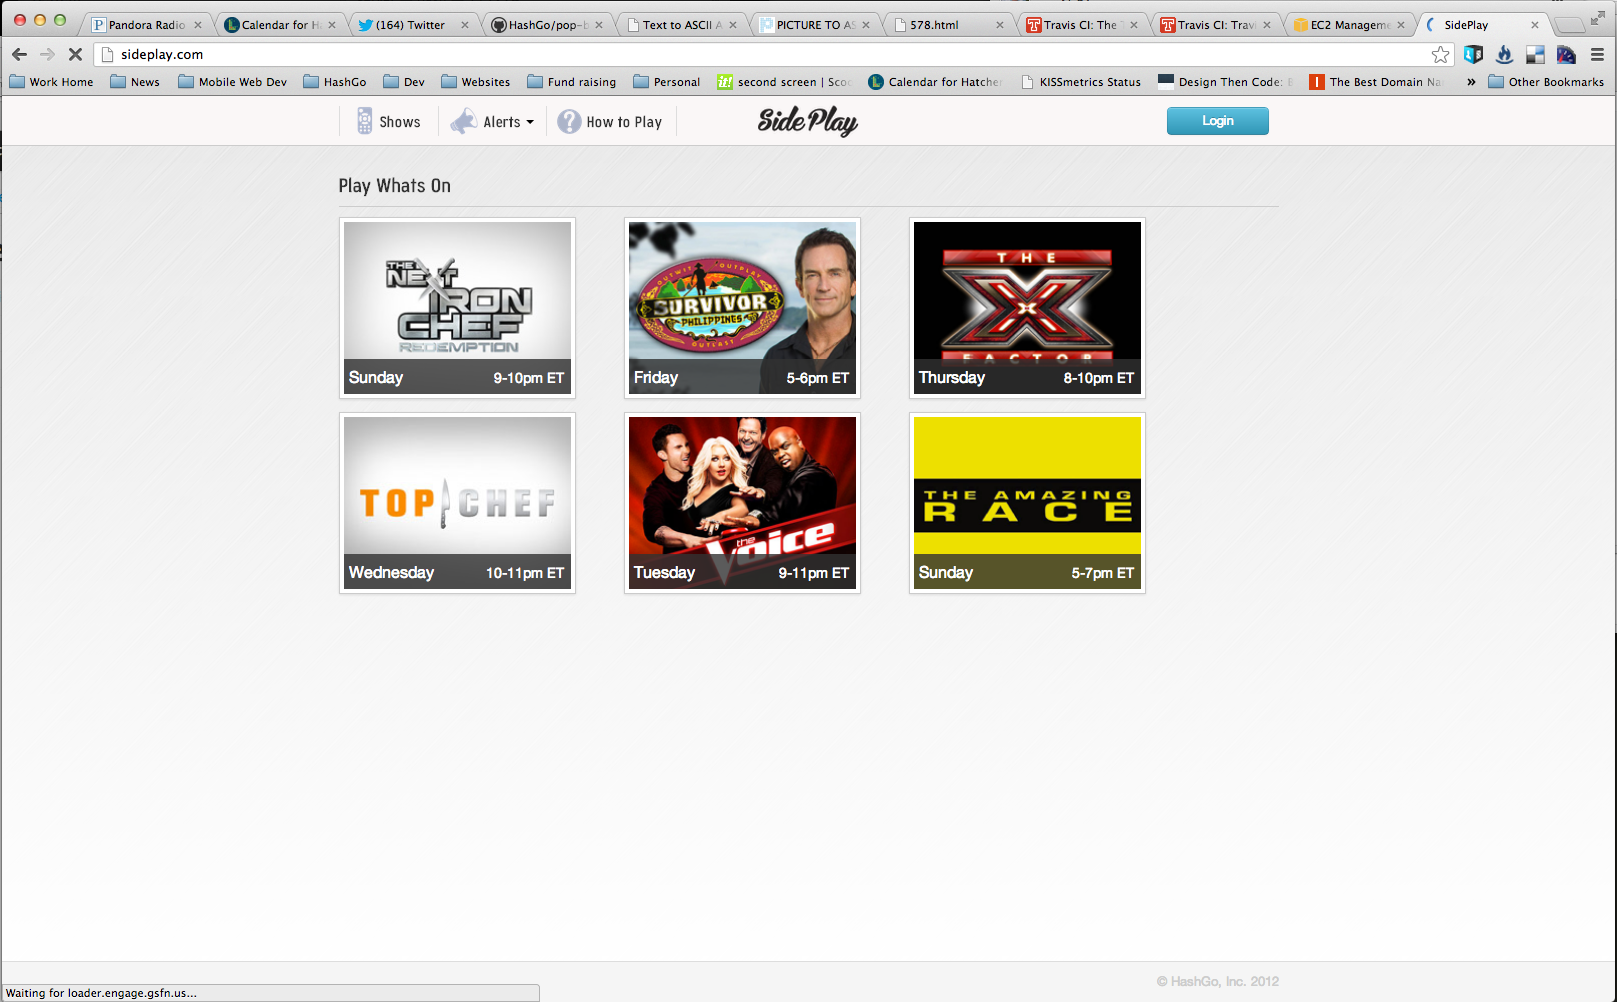 Pandora Radio
Calendar for H
(164) Twitter
HashGo/pop-b
Text to ASCII A
PICTURE TO AS
578.html
Travis CI: The T
Travis CI: Travi
EC2 Manageme
SidePlay
sideplay.com
Work Home
News
Mobile Web Dev
HashGo
Dev
Websites
Fund raising
Personal
it!
second screen | Scoo
Calendar for Hatcher
KISSmetrics Status
Design Then Code: B
The Best Domain Na
»
Other Bookmarks
Shows
Alerts
? How to Play
Side Play
Login
Play Whats On
THE
NEXT
IRON
CHEF
REDEMPTION
Sunday 9-10pm ET
OUTWIT OUTPLAY
SURVIVOR
PHILIPPINES
OUTLAST
Friday 5-6pm ET
THE
X
FACTOR
Thursday 8-10pm ET
TOP CHEF
Wednesday 10-11pm ET
the
Voice
Tuesday 9-11pm ET
THE AMAZING
RACE
Sunday 5-7pm ET
© HashGo, Inc. 2012
Waiting for loader.engage.gsfn.us...